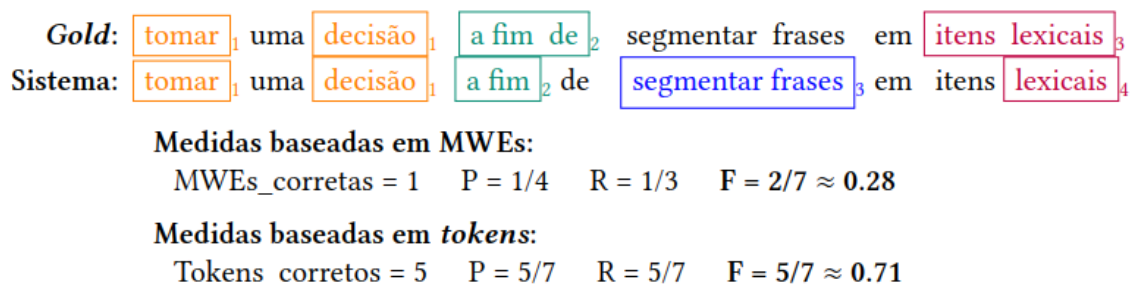 Gold: tomar 1 uma decisão 1 a fim de 2 segmentar frases em itens lexicais 3
Sistema: tomar 1 uma decisão 1 a fim 2 de segmentar frases 3 em itens lexicais 4
Medidas baseadas em MWEs:
MWEs_corretas = 1 P = 1/4 R = 1/3 F = 2/7 ≈ 0.28
Medidas baseadas em tokens:
Tokens corretos = 5 P = 5/7 R = 5/7 F = 5/7 ≈ 0.71